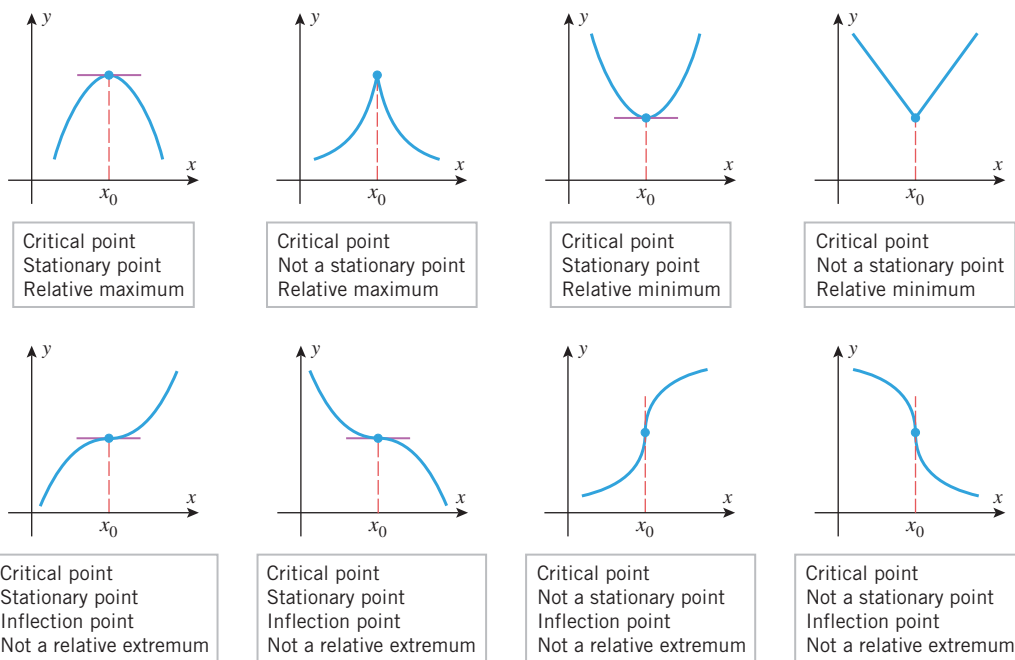 y
x
x0
Critical point
Stationary point
Relative maximum
y
x
x0
Critical point
Not a stationary point
Relative maximum
y
x
x0
Critical point
Stationary point
Relative minimum
y
x
x0
Critical point
Not a stationary point
Relative minimum
y
x
x0
Critical point
Stationary point
Inflection point
Not a relative extremum
y
x
x0
Critical point
Stationary point
Inflection point
Not a relative extremum
y
x
x0
Critical point
Not a stationary point
Inflection point
Not a relative extremum
y
x
x0
Critical point
Not a stationary point
Inflection point
Not a relative extremum